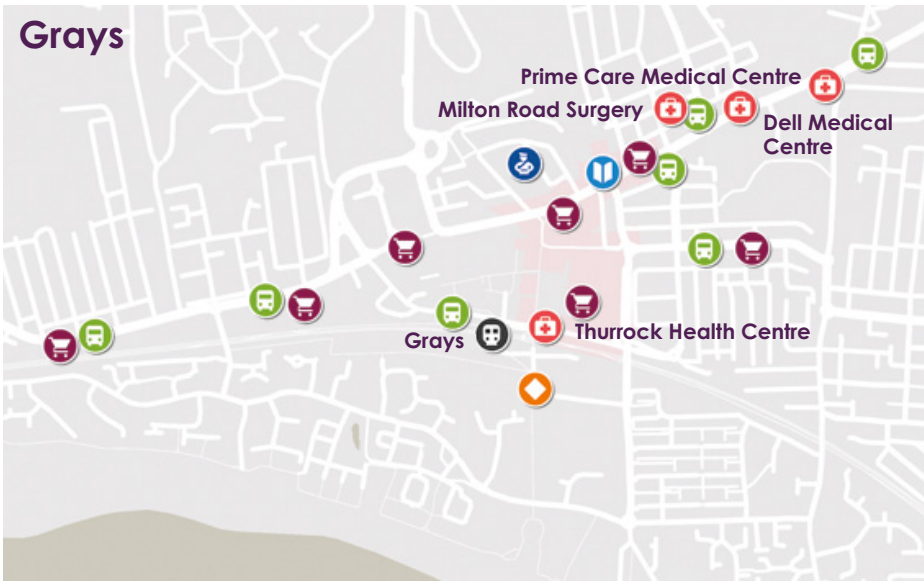 Grays
Prime Care Medical Centre
Milton Road Surgery
Dell Medical
Centre
Grays
Thurrock Health Centre